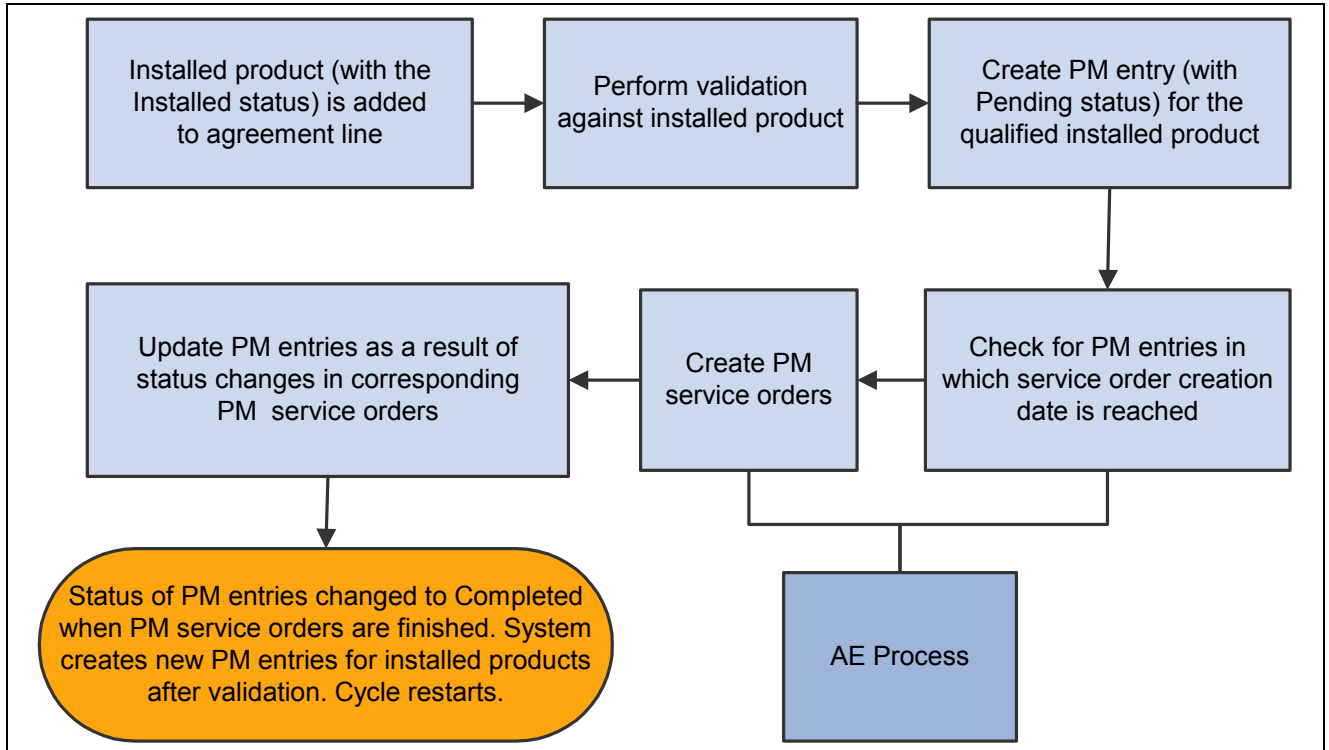 Installed product (with the
Installed status) is added
to agreement line
Perform validation
against installed product
Create PM entry (with
Pending status) for the
qualified installed product
Update PM entries as a result of
status changes in corresponding
PM service orders
Create PM
service orders
Check for PM entries in
which service order creation
date is reached
Status of PM entries changed to Completed
when PM service orders are finished. System
creates new PM entries for installed products
after validation. Cycle restarts.
AE Process